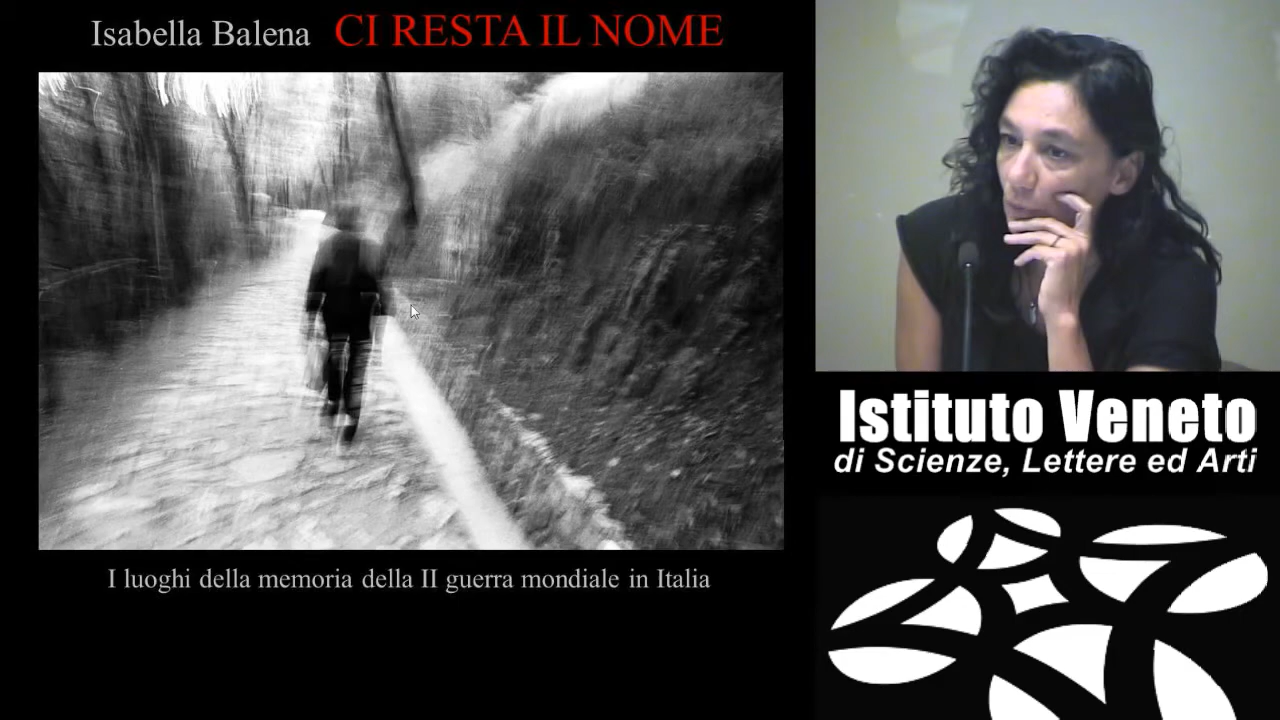 Isabella Balena CI RESTA IL NOME
I luoghi della memoria della II guerra mondiale in Italia
Istituto Veneto
di Scienze, Lettere ed Arti